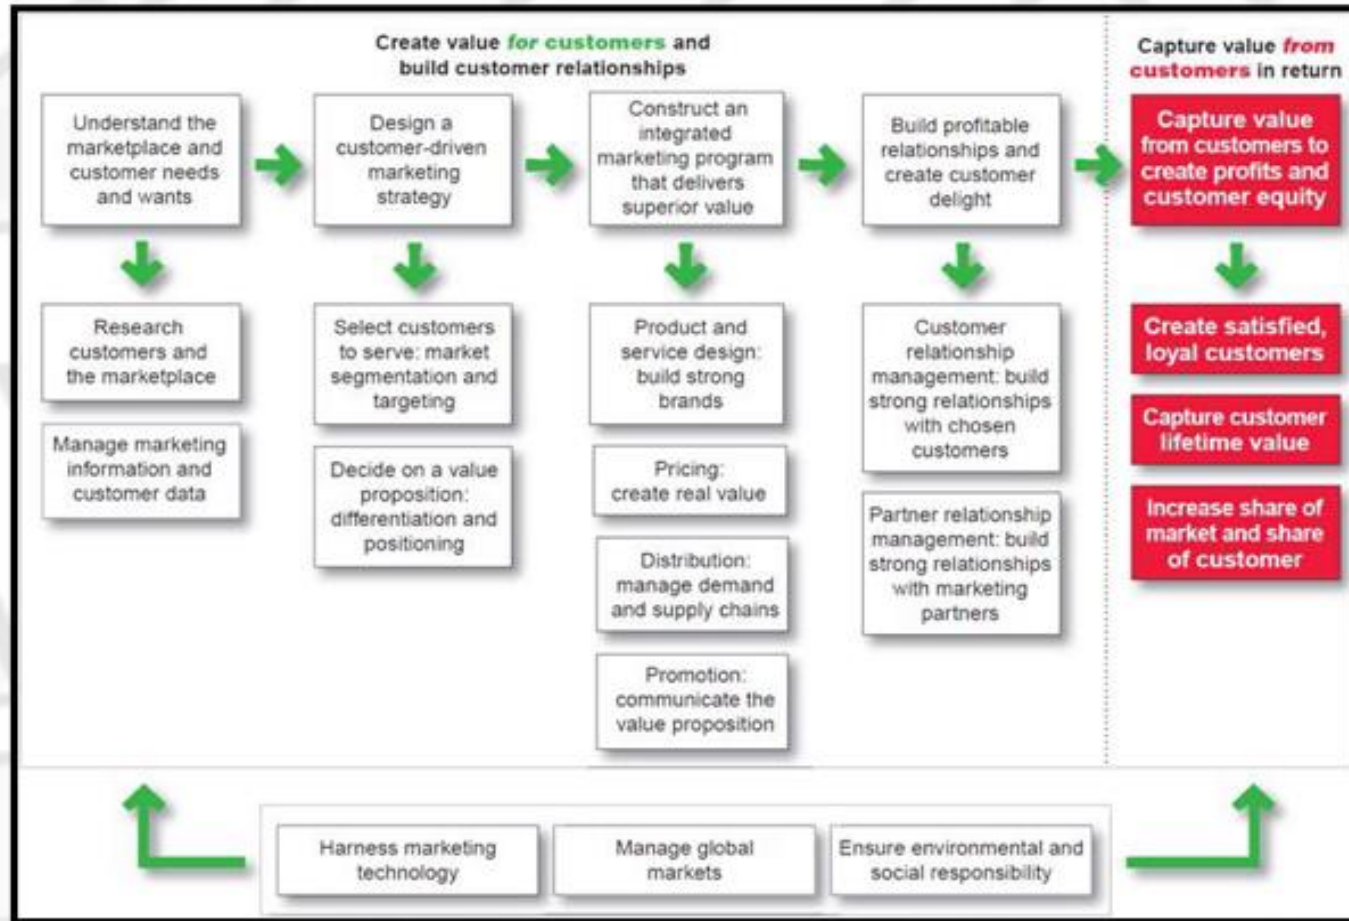 Create value for customers and
build customer relationships
Capture value from
customers in return
Understand the
marketplace and
customer needs
and wants
Design a
customer-driven
marketing
strategy
Construct an
integrated
marketing program
that delivers
superior value
Build profitable
relationships and
create customer
delight
Capture value
from customers to
create profits and
customer equity
Research
customers and
the marketplace
Manage marketing
information and
customer data
Select customers
to serve: market
segmentation and
targeting
Decide on a value
proposition:
differentiation and
positioning
Product and
service design:
build strong
brands
Pricing:
create real value
Distribution:
manage demand
and supply chains
Promotion:
communicate the
value proposition
Customer
relationship
management: build
strong relationships
with chosen
customers
Partner relationship
management: build
strong relationships
with marketing
partners
Create satisfied,
loyal customers
Capture customer
lifetime value
Increase share of
market and share
of customer
Harness marketing
technology
Manage global
markets
Ensure environmental and
social responsibility